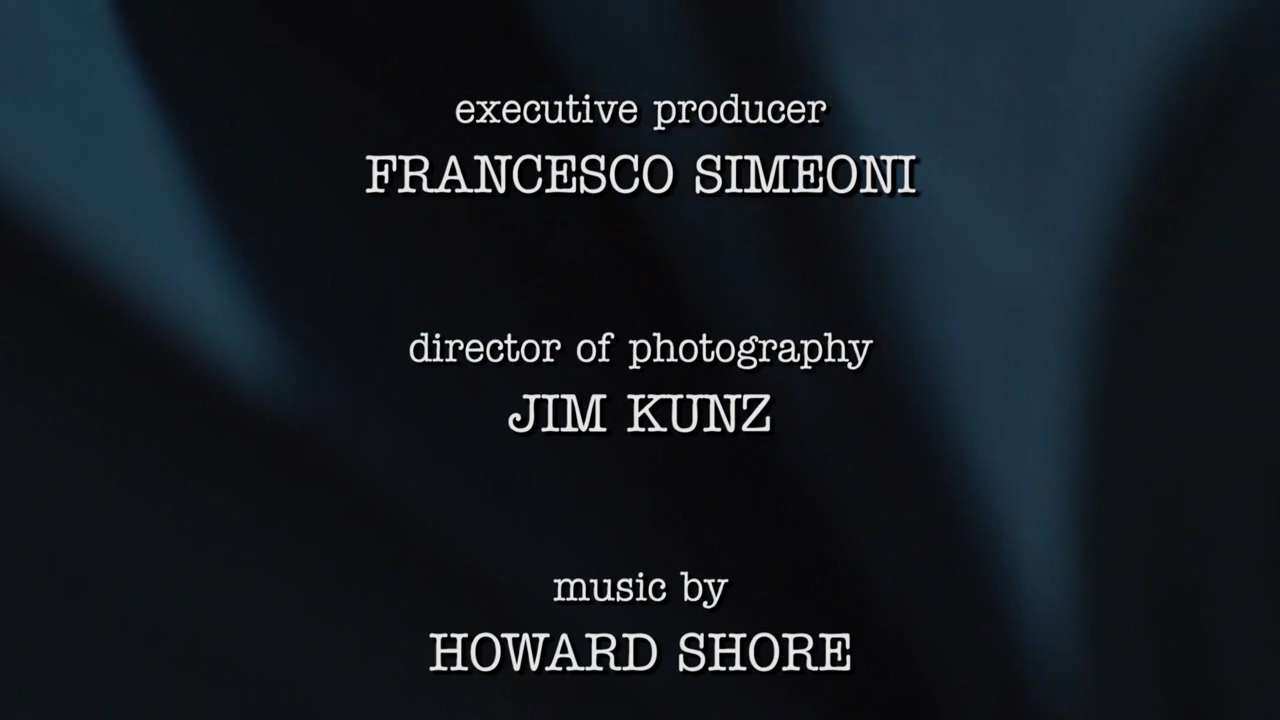 executive producer
FRANCESCO SIMEONI
director of photography
JIM KUNZ
music by
HOWARD SHORE